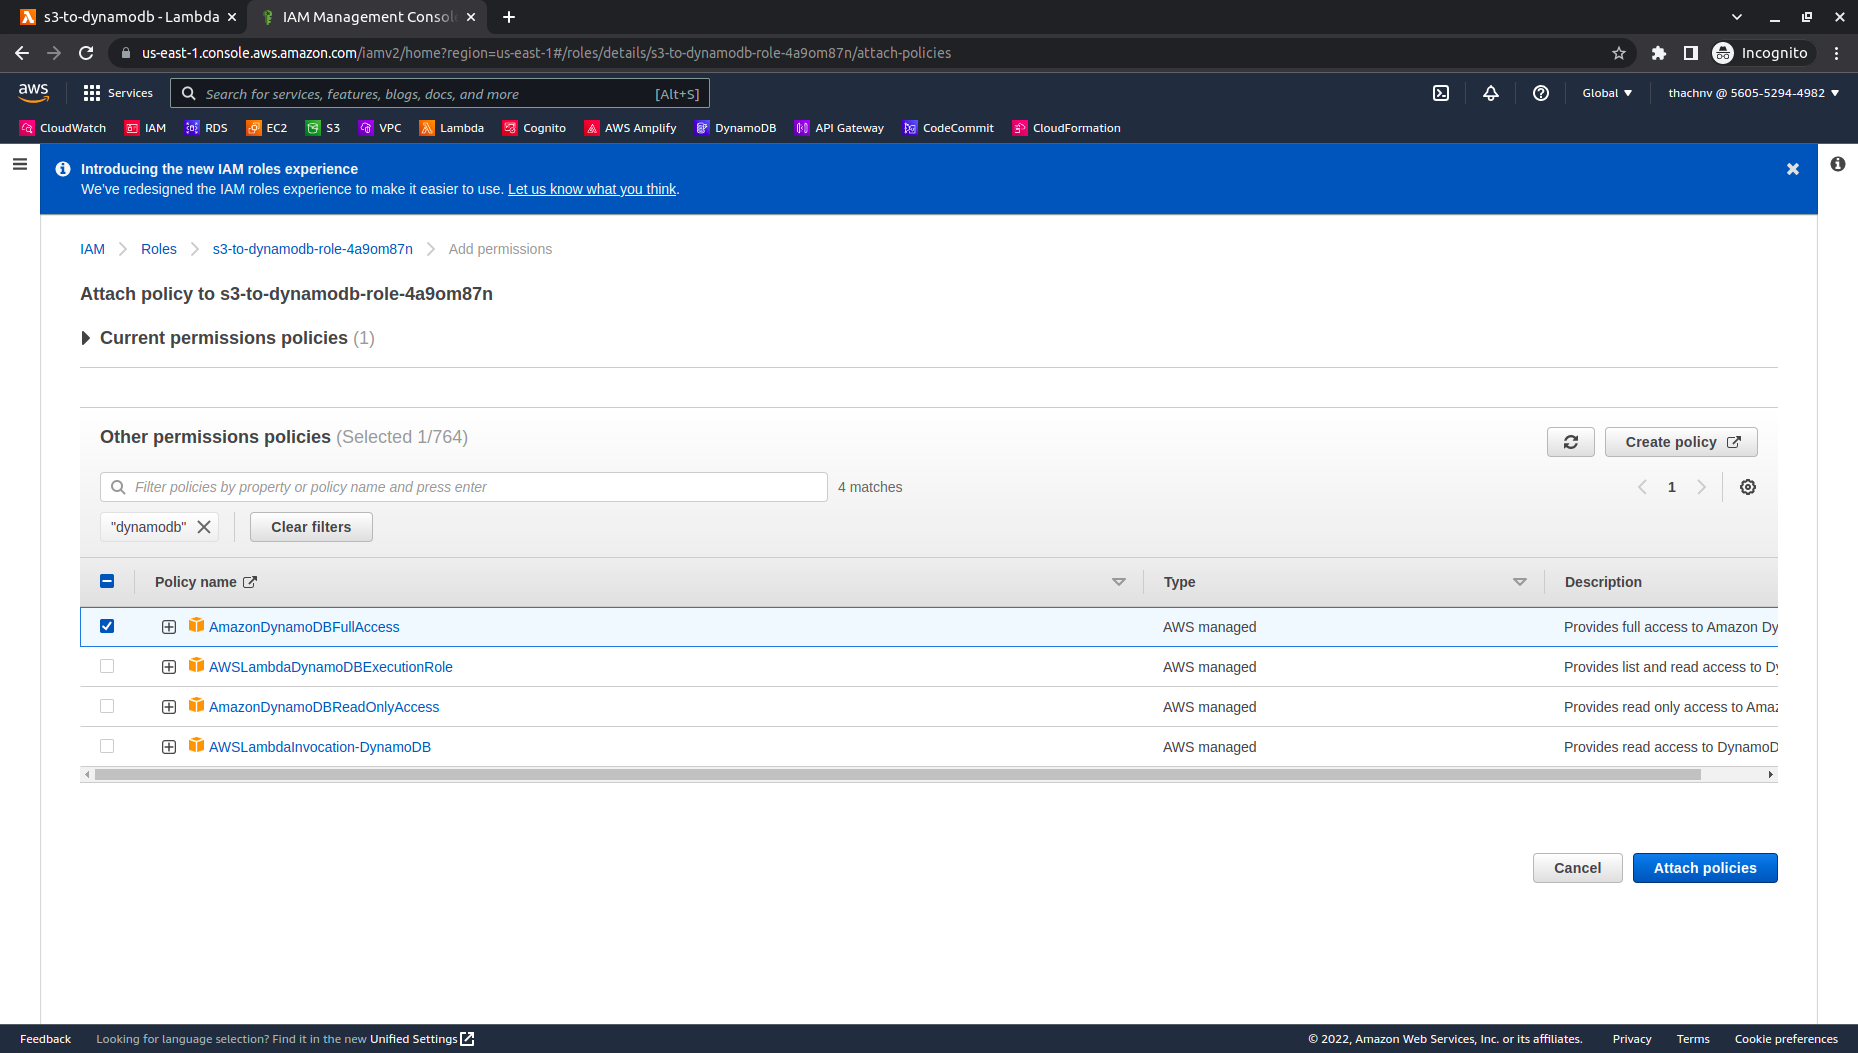 s3-to-dynamodb - Lambda
IAM Management Consol
us-east-1.console.aws.amazon.com/iamv2/home?region=us-east-1#/roles/details/s3-to-dynamodb-role-4a9om87n/attach-policies
Incognito
aws
Services
Search for services, features, blogs, docs, and more
[Alt+S]
Global
thachnv @ 5605-5294-4982
CloudWatch
IAM
RDS
EC2
S3
VPC
Lambda
Cognito
AWS Amplify
DynamoDB
API Gateway
CodeCommit
CloudFormation
Introducing the new IAM roles experience
We've redesigned the IAM roles experience to make it easier to use. Let us know what you think.
IAM
Roles
s3-to-dynamodb-role-4a9om87n
Add permissions
Attach policy to s3-to-dynamodb-role-4a9om87n
Current permissions policies (1)
Other permissions policies (Selected 1/764)
Create policy
Filter policies by property or policy name and press enter
4 matches
1
"dynamodb"
Clear filters
Policy name
Type
Description
AmazonDynamoDBFullAccess
AWS managed
Provides full access to Amazon Dy
AWSLambdaDynamoDBExecutionRole
AWS managed
Provides list and read access to Dy
AmazonDynamoDBReadOnlyAccess
AWS managed
Provides read only access to Amaz
AWSLambdaInvocation-DynamoDB
AWS managed
Provides read access to DynamoD
Cancel
Attach policies
Feedback
Looking for language selection? Find it in the new Unified Settings
© 2022, Amazon Web Services, Inc. or its affiliates.
Privacy
Terms
Cookie preferences